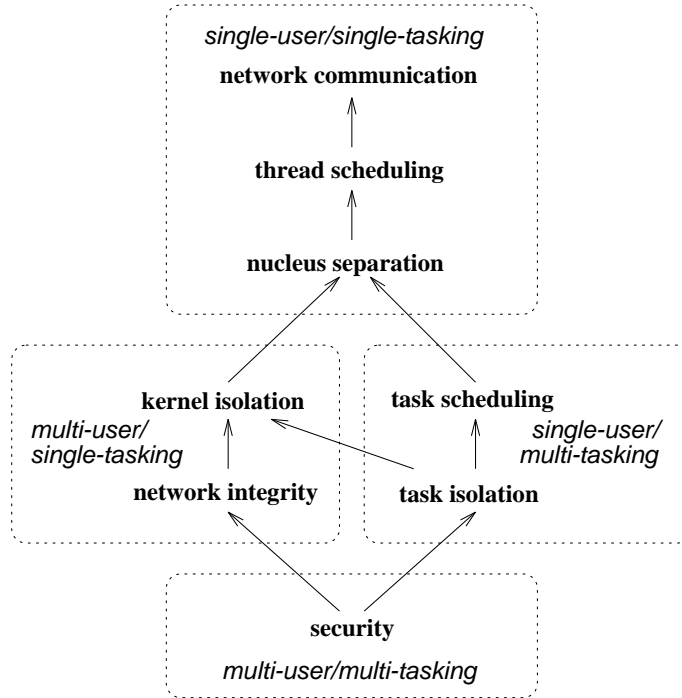 single-user/single-tasking
network communication
thread scheduling
nucleus separation
kernel isolation
task scheduling
multi-user/
single-tasking
single-user/
multi-tasking
network integrity
task isolation
security
multi-user/multi-tasking